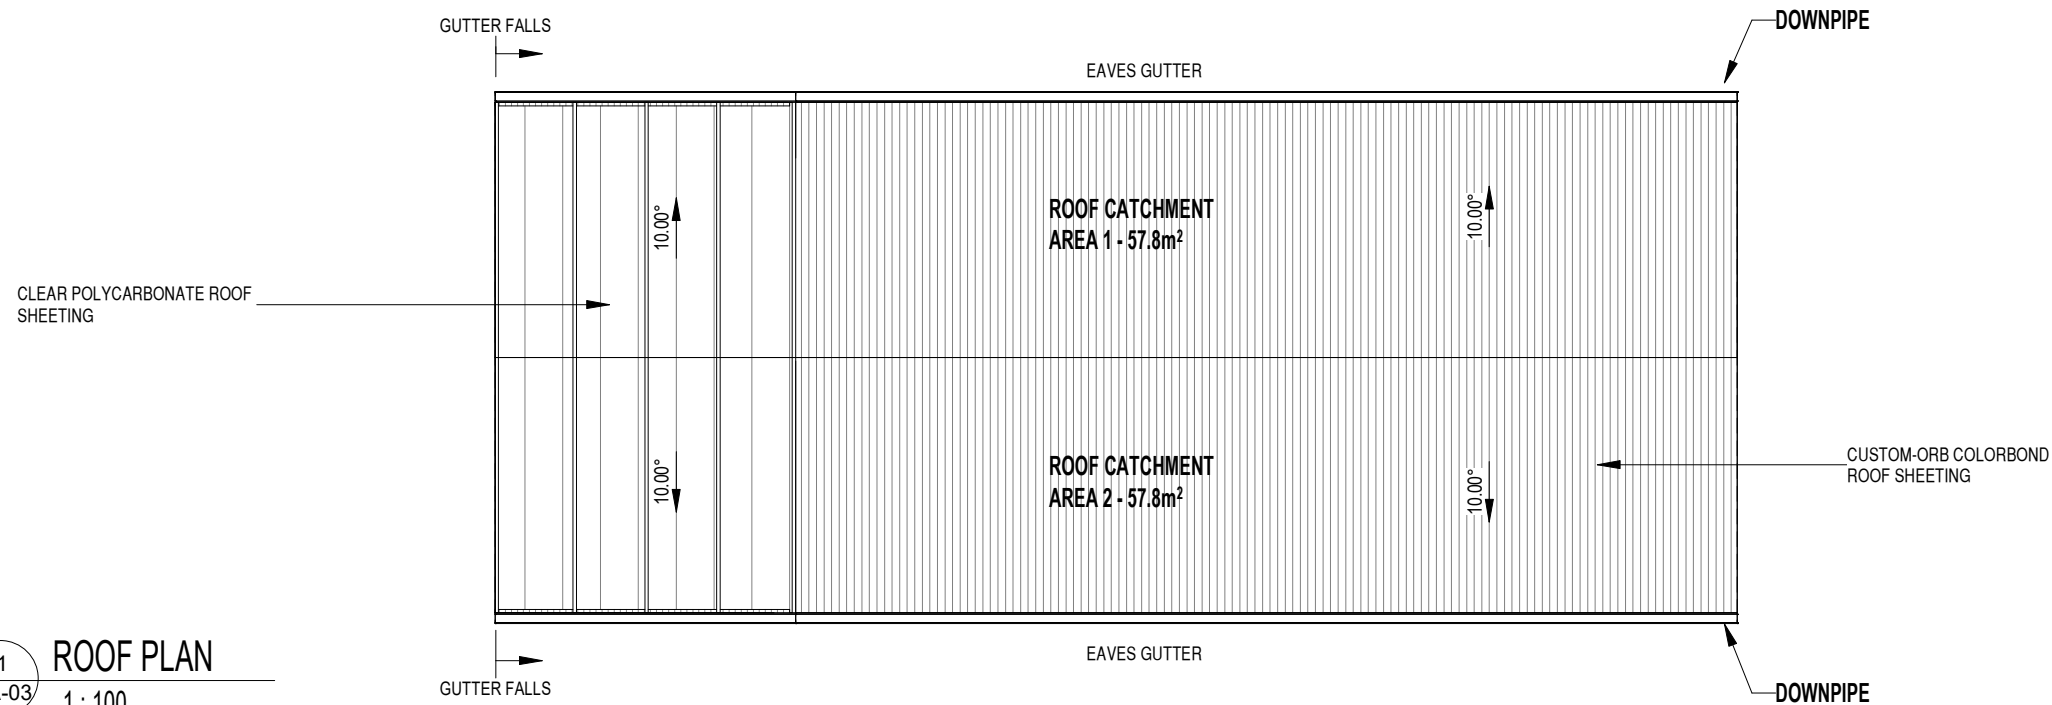 GUTTER FALLS
DOWNPIPE
EAVES GUTTER
ROOF CATCHMENT
AREA 1 - 57.8m²
10.00°
10.00°
CLEAR POLYCARBONATE ROOF
SHEETING
ROOF CATCHMENT
AREA 2 - 57.8m²
10.00°
10.00°
CUSTOM-ORB COLORBOND
ROOF SHEETING
EAVES GUTTER
GUTTER FALLS
DOWNPIPE
1
-03
ROOF PLAN
1 : 100